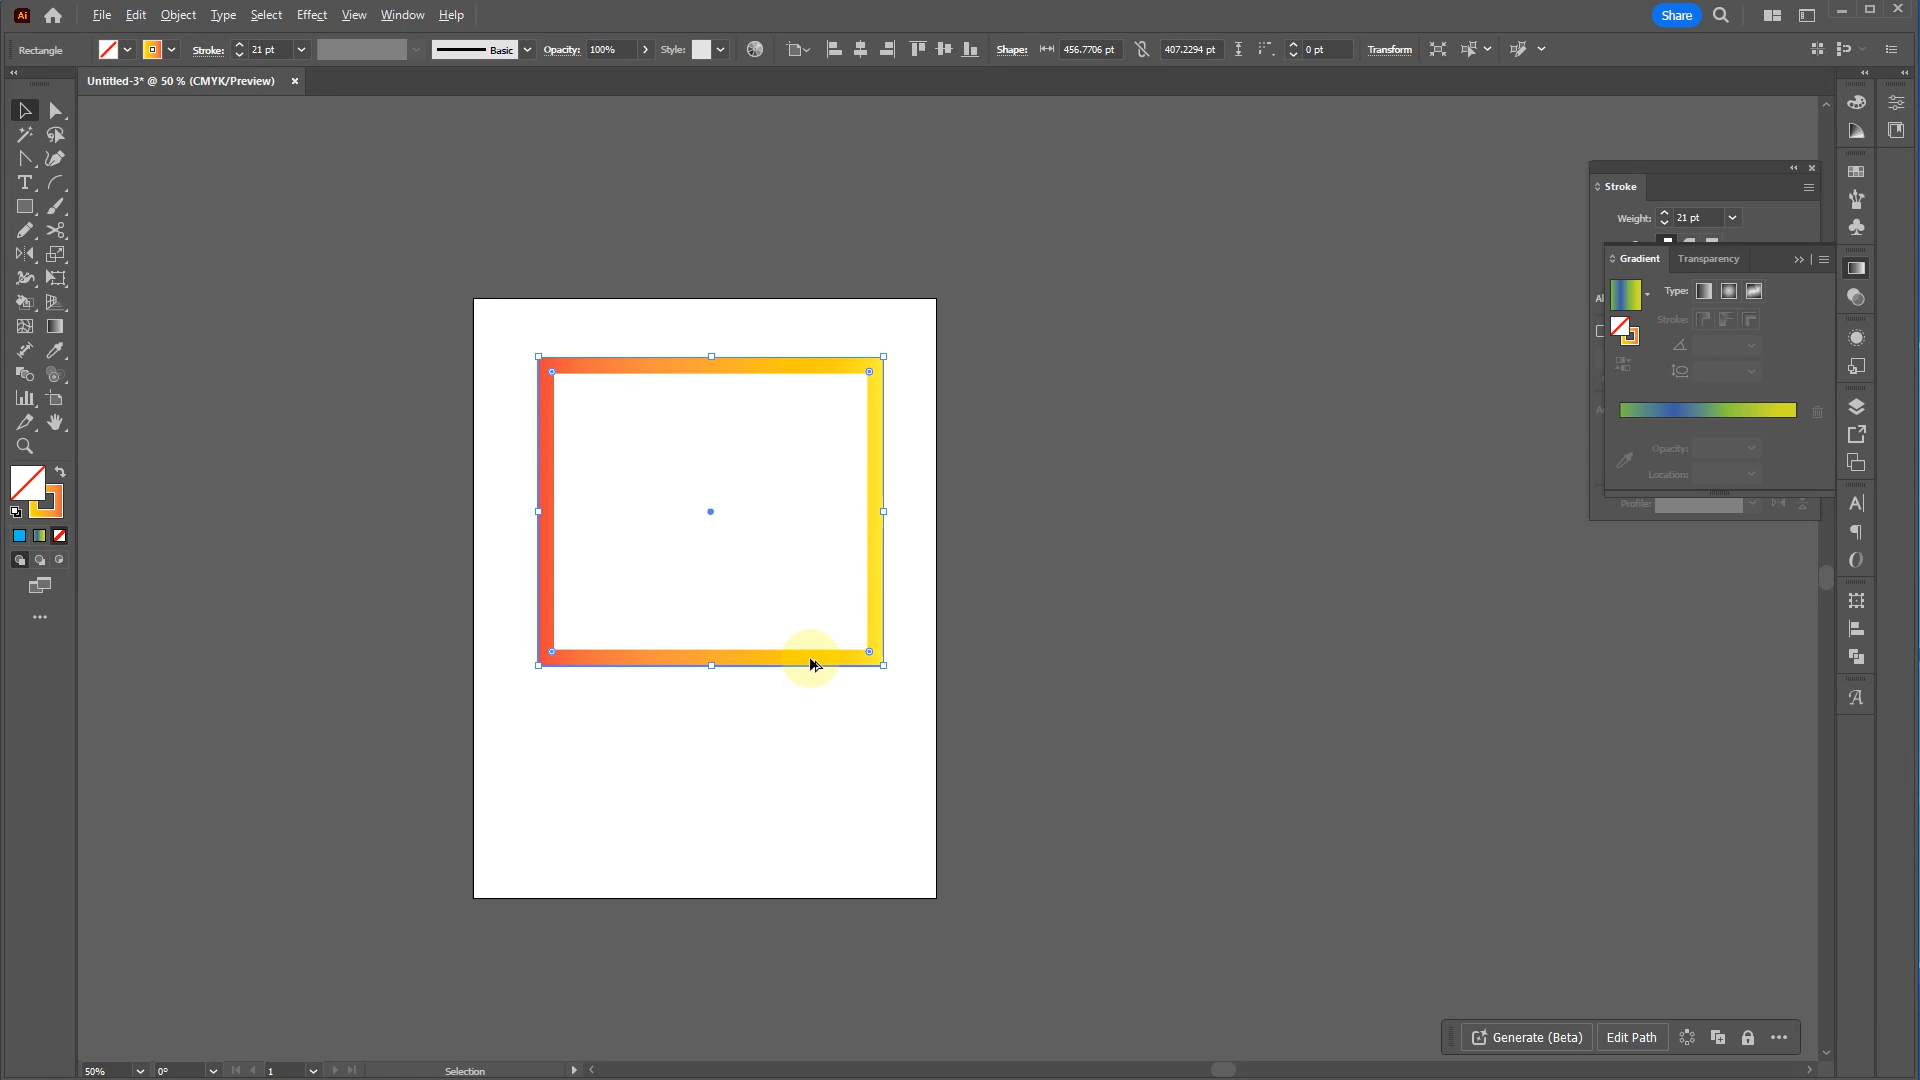 Ai File Edit Object Type Select Effect View Window Help Share
Rectangle Stroke: 21 pt Basic Opacity: 100% Style: Shape: 456.7706 pt 407.2294 pt 0 pt Transform
Untitled-3* @ 50 % (CMYK/Preview)
Stroke
Weight: 21 pt
Gradient Transparency
Type:
Stroke:
Opacity:
Location:
Profile:
Generate (Beta) Edit Path
50% 0° 1 Selection